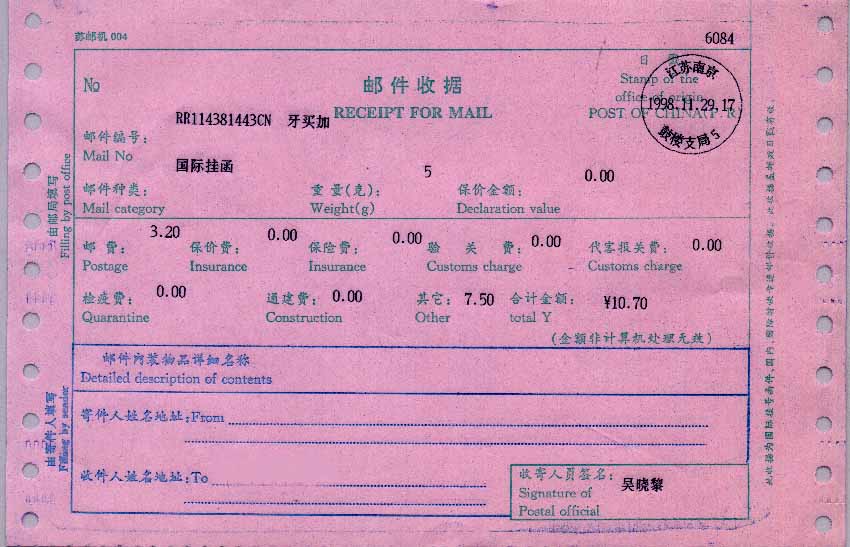 苏邮机 004
6084
No
邮件收据
RECEIPT FOR MAIL
日
Stamp of the
office of origin
POST OF CHINA(P.R)
江苏南京
1998.11.29.17
鼓楼支局 5
RR114381443CN 牙买加
邮件编号:
Mail No
国际挂函
5
0.00
邮件种类:
重量(克):
保价金额:
Mail category
Weight(g)
Declaration value
由邮局填写
Filling by post office
3.20
0.00
0.00
0.00
0.00
邮费:
保价费:
保险费:
验关费:
代客报关费:
Postage
Insurance
Insurance
Customs charge
Customs charge
0.00
0.00
7.50
¥10.70
检疫费:
通建费:
其它:
合计金额:
Quarantine
Construction
Other
total Y
(金额非计算机处理无效)
邮件内装物品详细名称
Detailed description of contents
由寄件人填写
Filling by sender
寄件人姓名地址:From
收件人姓名地址:To
收寄人员签名:
吴晓黎
Signature of
Postal official